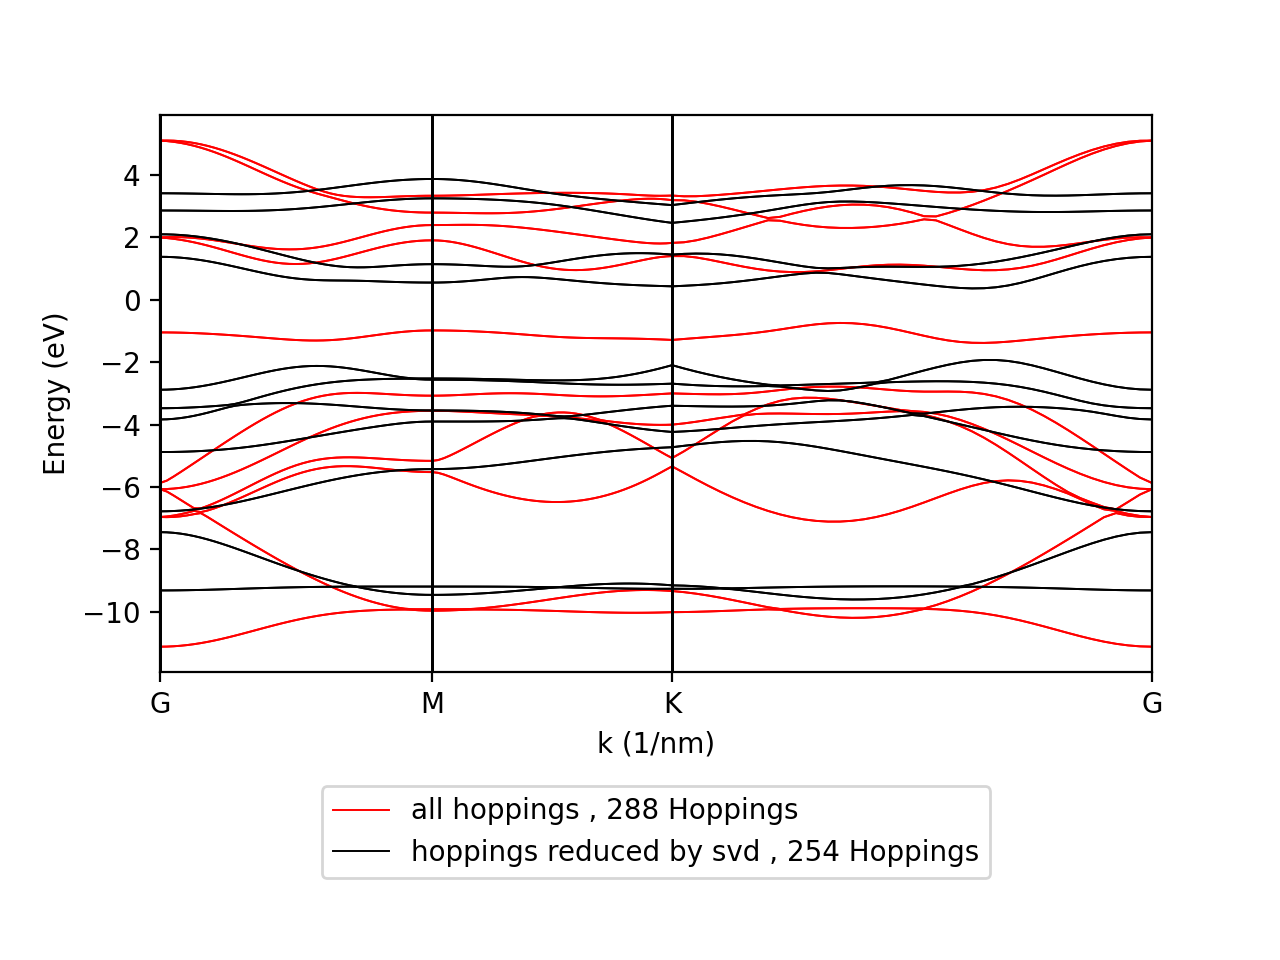 4
2
0
−2
−4
−6
−8
−10
Energy (eV)
G M K G
k (1/nm)
all hoppings , 288 Hoppings
hoppings reduced by svd , 254 Hoppings